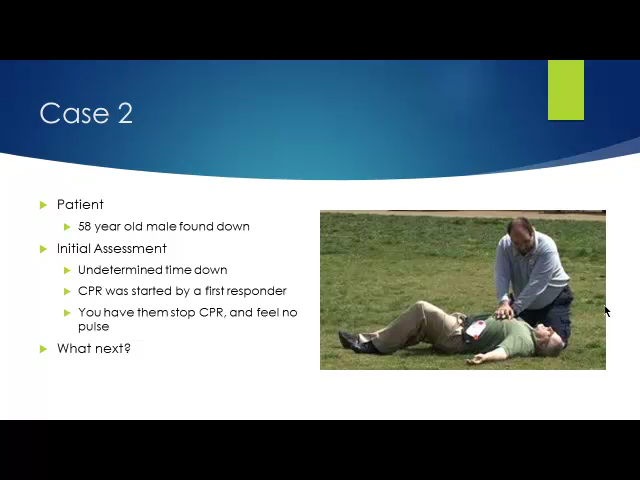 Case 2
Patient
58 year old male found down
Initial Assessment
Undetermined time down
CPR was started by a first responder
You have them stop CPR, and feel no
pulse
What next?